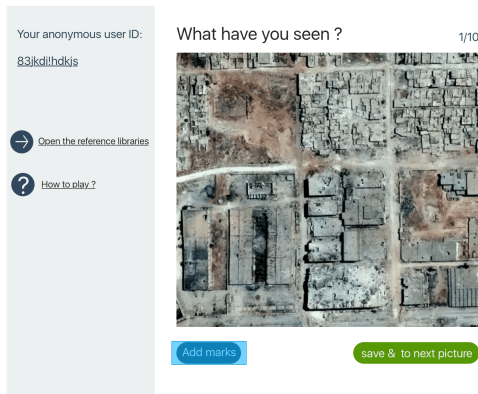 Your anonymous user ID:
83jkdi!hdkjs
Open the reference libraries
How to play ?
What have you seen ?
1/10
Add marks
save & to next picture